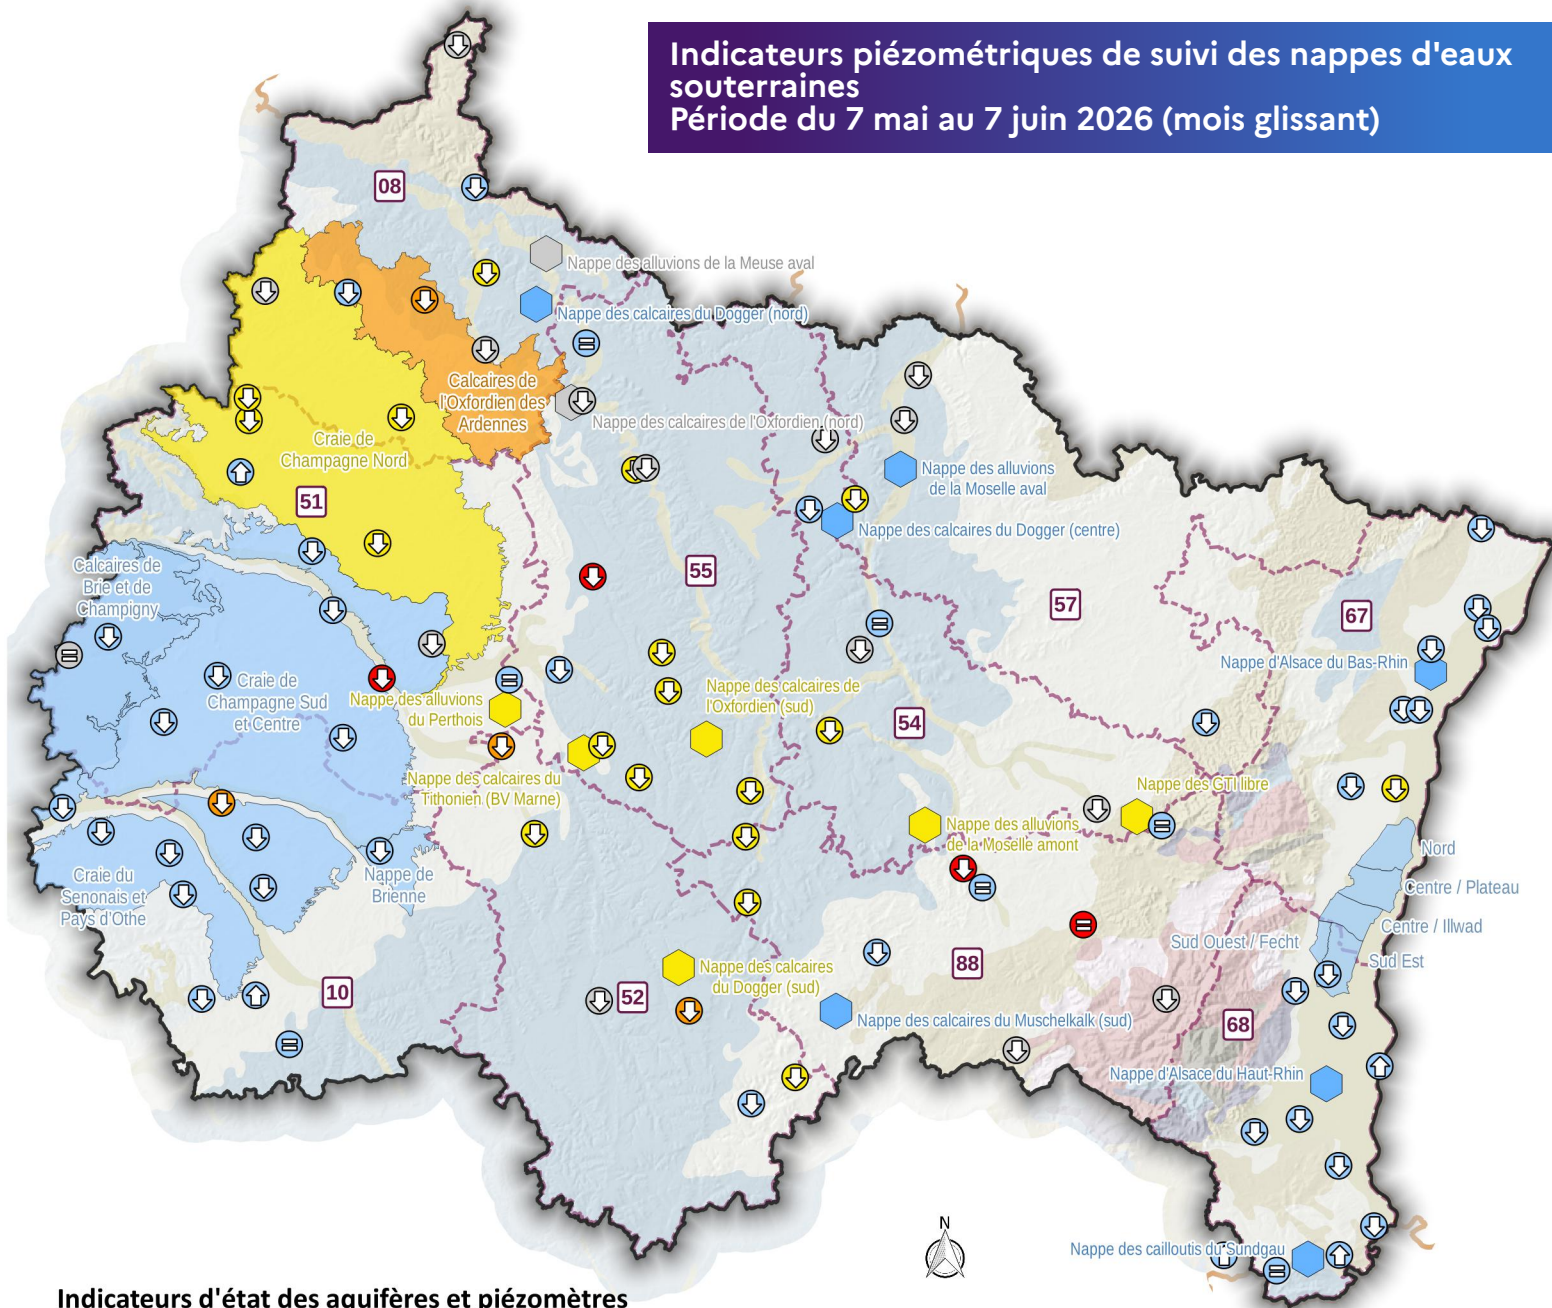 Indicateurs piézométriques de suivi des nappes d'eaux
souterraines
Période du 7 mai au 7 juin 2026 (mois glissant)
08
Nappe des alluvions de la Meuse aval
Nappe des calcaires du Dogger (nord)
Calcaires de
l'Oxfordien des
Ardennes
Nappe des calcaires de l'Oxfordien (nord)
Craie de
Champagne Nord
51
Nappe des alluvions
de la Moselle aval
Nappe des calcaires du Dogger (centre)
Calcaires de
Brie et de
Champigny
55
57
67
Nappe d'Alsace du Bas-Rhin
Craie de
Champagne Sud
et Centre
Nappe des alluvions
du Perthois
Nappe des calcaires de
l'Oxfordien (sud)
54
Nappe des calcaires du
Tithonien (BV Marne)
Nappe des GTI libre
Nappe des alluvions
de la Moselle amont
Nord
Centre / Plateau
Centre / Illwad
Sud Ouest / Fecht
Sud Est
Craie du
Senonais et
Pays d'Othe
Nappe de
Brienne
88
Nappe des calcaires
du Dogger (sud)
10
52
Nappe des calcaires du Muschelkalk (sud)
68
Nappe d'Alsace du Haut-Rhin
N
Nappe des cailloutis du Sundgau
Indicateurs d'état des aquifères et piézomètres